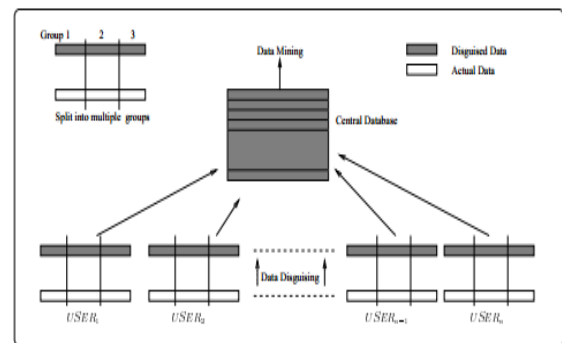 Group 1 2 3
Split into multiple groups
Data Mining
Disguised Data
Actual Data
Central Database
Data Disguising
USER₁
USER₂
USERₙ₋₁
USERₙ